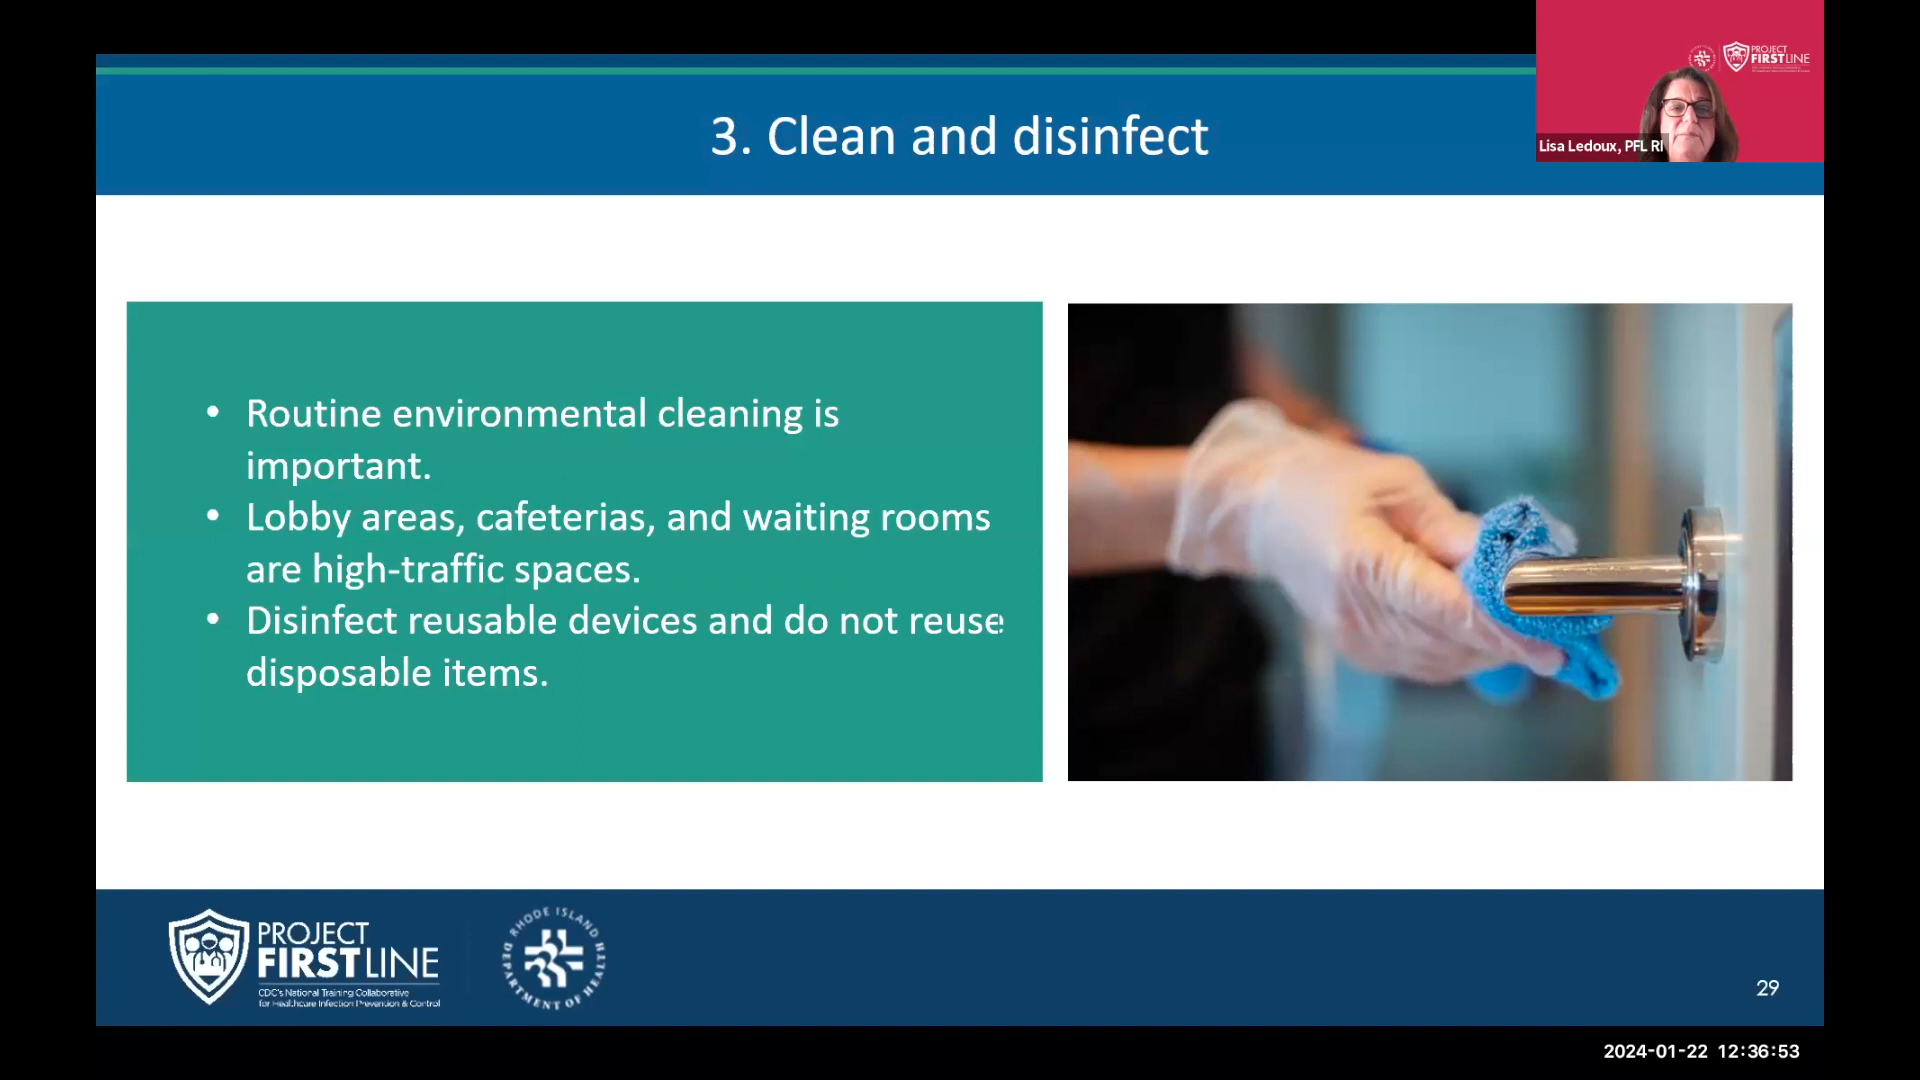 PROJECT
FIRSTLINE
3. Clean and disinfect
Lisa Ledoux, PFL RI
• Routine environmental cleaning is
important.
• Lobby areas, cafeterias, and waiting rooms
are high-traffic spaces.
• Disinfect reusable devices and do not reuse
disposable items.
PROJECT
FIRSTLINE
CDC's National Training Collaborative
for Healthcare Infection Prevention & Control
RHODE ISLAND
DEPARTMENT OF HEALTH
29
2024-01-22 12:36:53